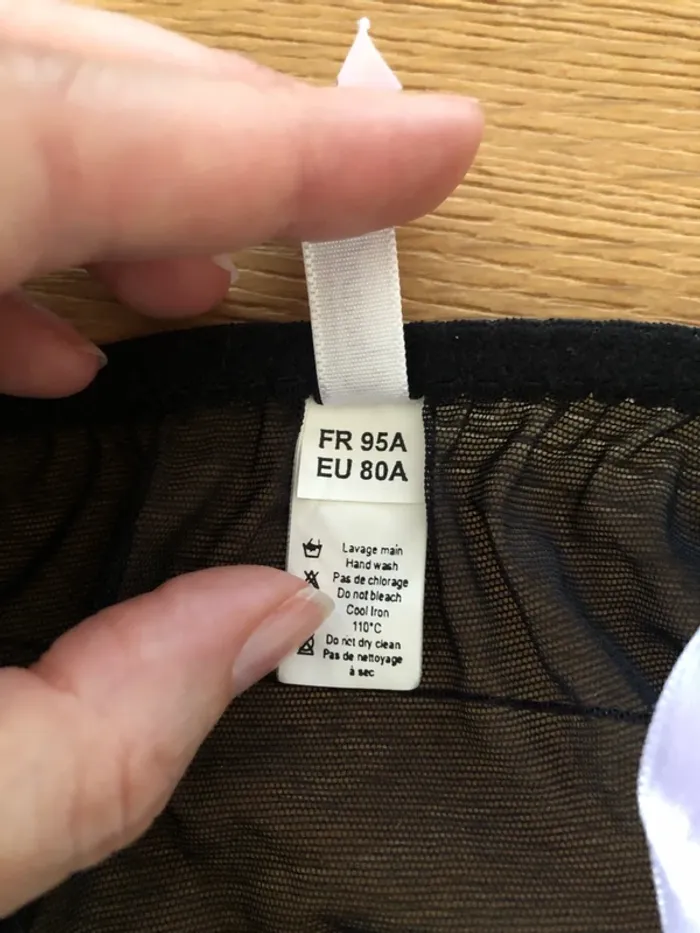 FR 95A
EU 80A
Lavage main
Hand wash
Pas de chlorage
Do not bleach
Cool Iron
110°C
Do not dry clean
Pas de nettoyage
à sec